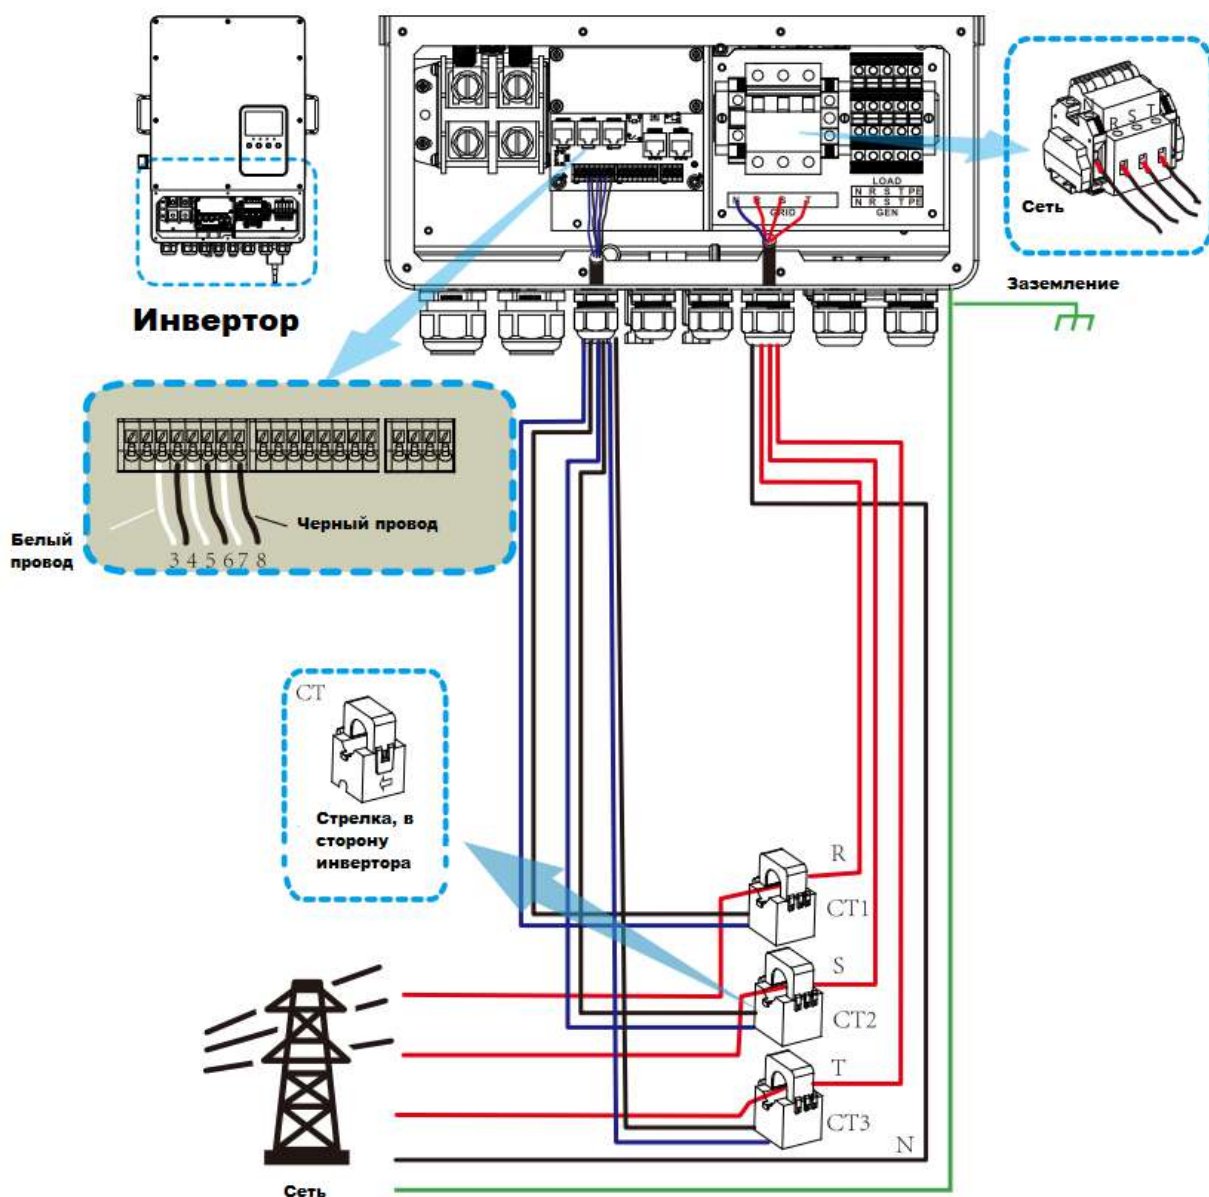 R S T
Сеть
LOAD
N R S T PE
N R S T PE
GEN
N R S T
GRID
Заземление
Инвертор
Черный провод
Белый
провод
3 4 5 6 7 8
CT
Стрелка, в
сторону
инвертора
R
CT1
S
CT2
T
CT3
N
Сеть